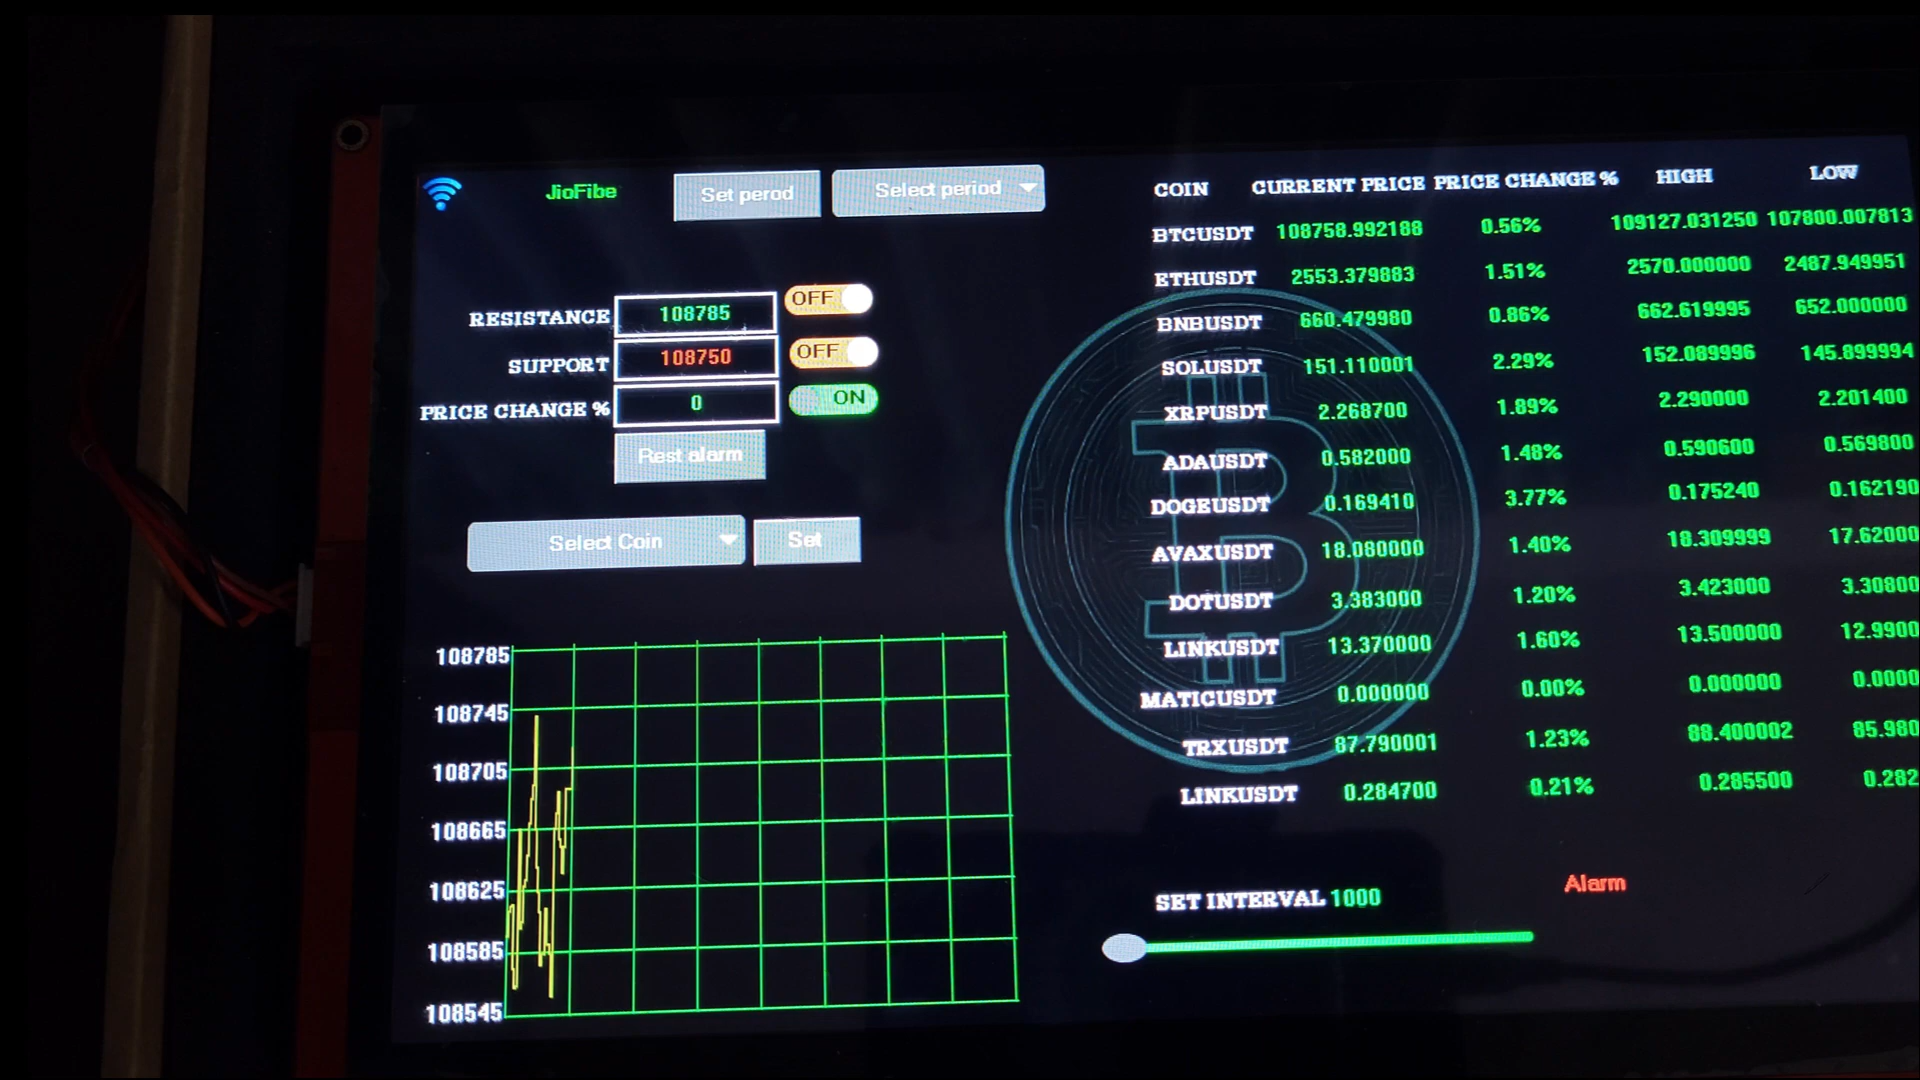 JioFibe
Set perod
Select period
RESISTANCE 108785 OFF
SUPPORT 108750 OFF
PRICE CHANGE % 0 ON
Rest alarm
Select Coin
Set
108785
108745
108705
108665
108625
108585
108545
COIN CURRENT PRICE PRICE CHANGE % HIGH LOW
BTCUSDT 108758.992188 0.56% 109127.031250 107800.007813
ETHUSDT 2553.379883 1.51% 2570.000000 2487.949951
BNBUSDT 660.479980 0.86% 662.619995 652.000000
SOLUSDT 151.110001 2.29% 152.089996 145.899994
XRPUSDT 2.268700 1.89% 2.290000 2.201400
ADAUSDT 0.582000 1.48% 0.590600 0.569800
DOGEUSDT 0.169410 3.77% 0.175240 0.162190
AVAXUSDT 18.080000 1.40% 18.309999 17.62000
DOTUSDT 3.383000 1.20% 3.423000 3.30800
LINKUSDT 13.370000 1.60% 13.500000 12.9900
MATICUSDT 0.000000 0.00% 0.000000 0.0000
TRXUSDT 87.790001 1.23% 88.400002 85.980
LINKUSDT 0.284700 0.21% 0.285500 0.282
SET INTERVAL 1000
Alarm